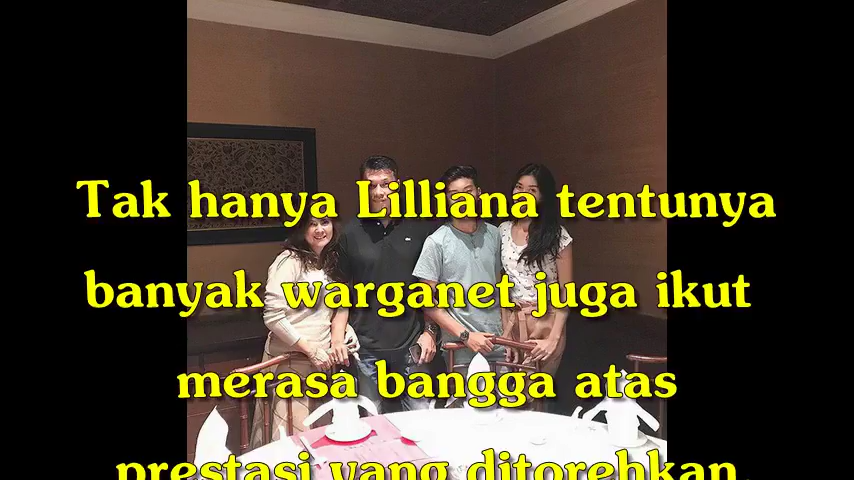 Tak hanya Lilliana tentunya
banyak warganet juga ikut
merasa bangga atas
prestasi yang ditorehkan.